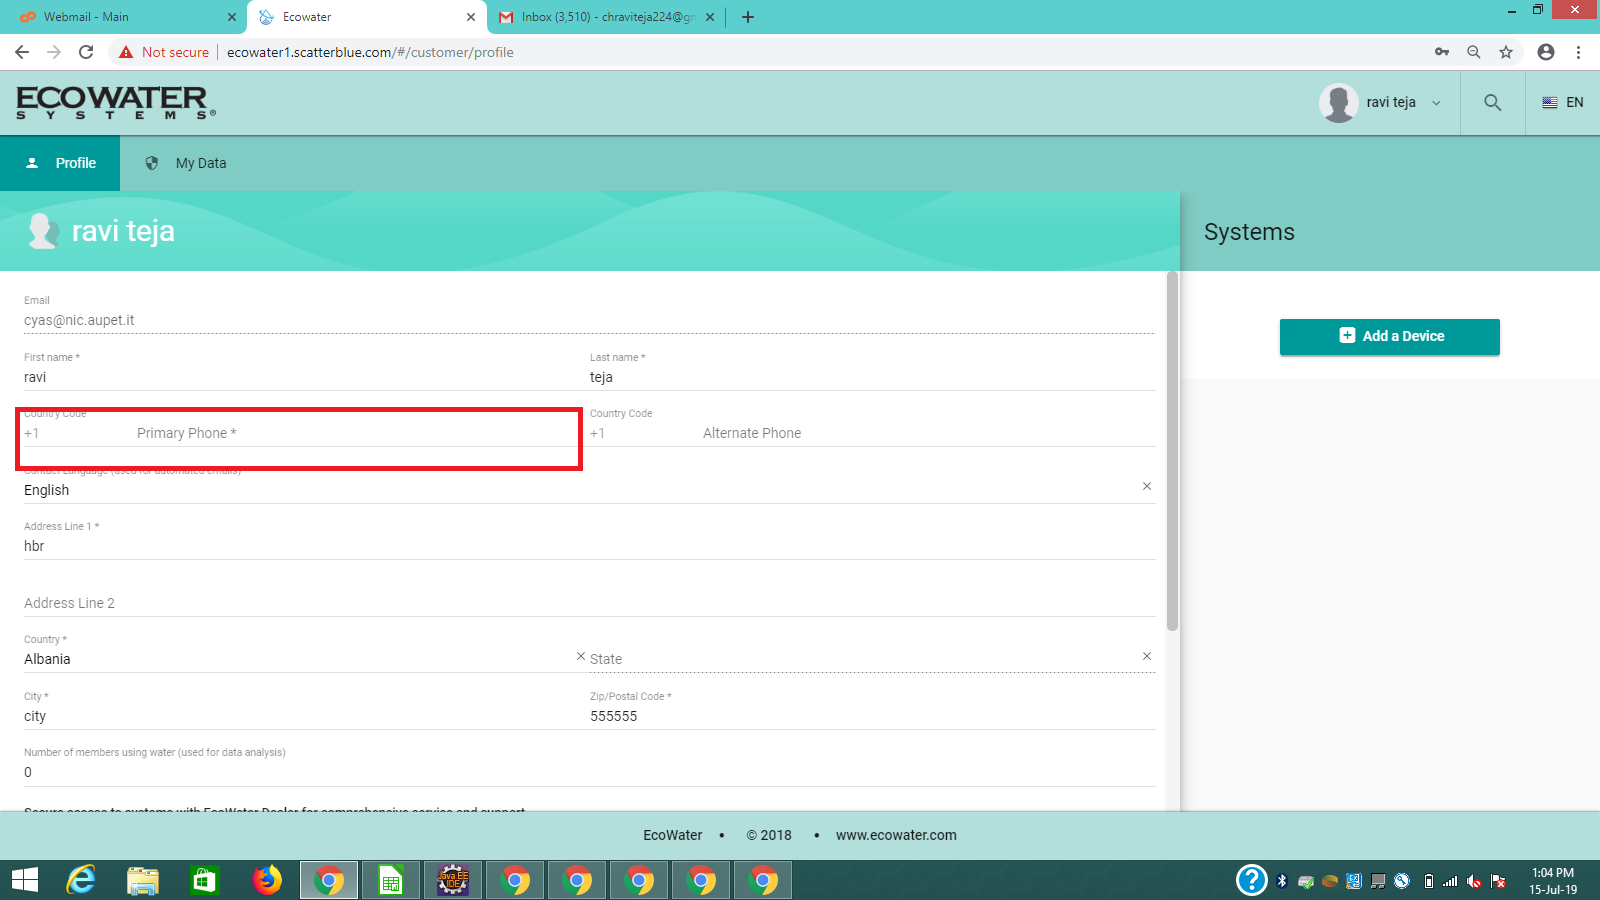 Webmail - Main
Ecowater
Inbox (3,510) - chraviteja224@g
Not secure
ecowater1.scatterblue.com/#/customer/profile
ECOWATER
SYSTEMS®
ravi teja
EN
Profile
My Data
ravi teja
Systems
Email
cyas@nic.aupet.it
Add a Device
First name *
Last name *
ravi
teja
Country Code
Country Code
+1
Primary Phone *
+1
Alternate Phone
Contact Language (used for automated emails)
English
Address Line 1 *
hbr
Address Line 2
Country *
Albania
State
City *
Zip/Postal Code *
city
555555
Number of members using water (used for data analysis)
0
Secure access to systems with EcoWater Dealer for comprehensive service and support
EcoWater • © 2018 • www.ecowater.com
Java EE
IDE
1:04 PM
15-Jul-19